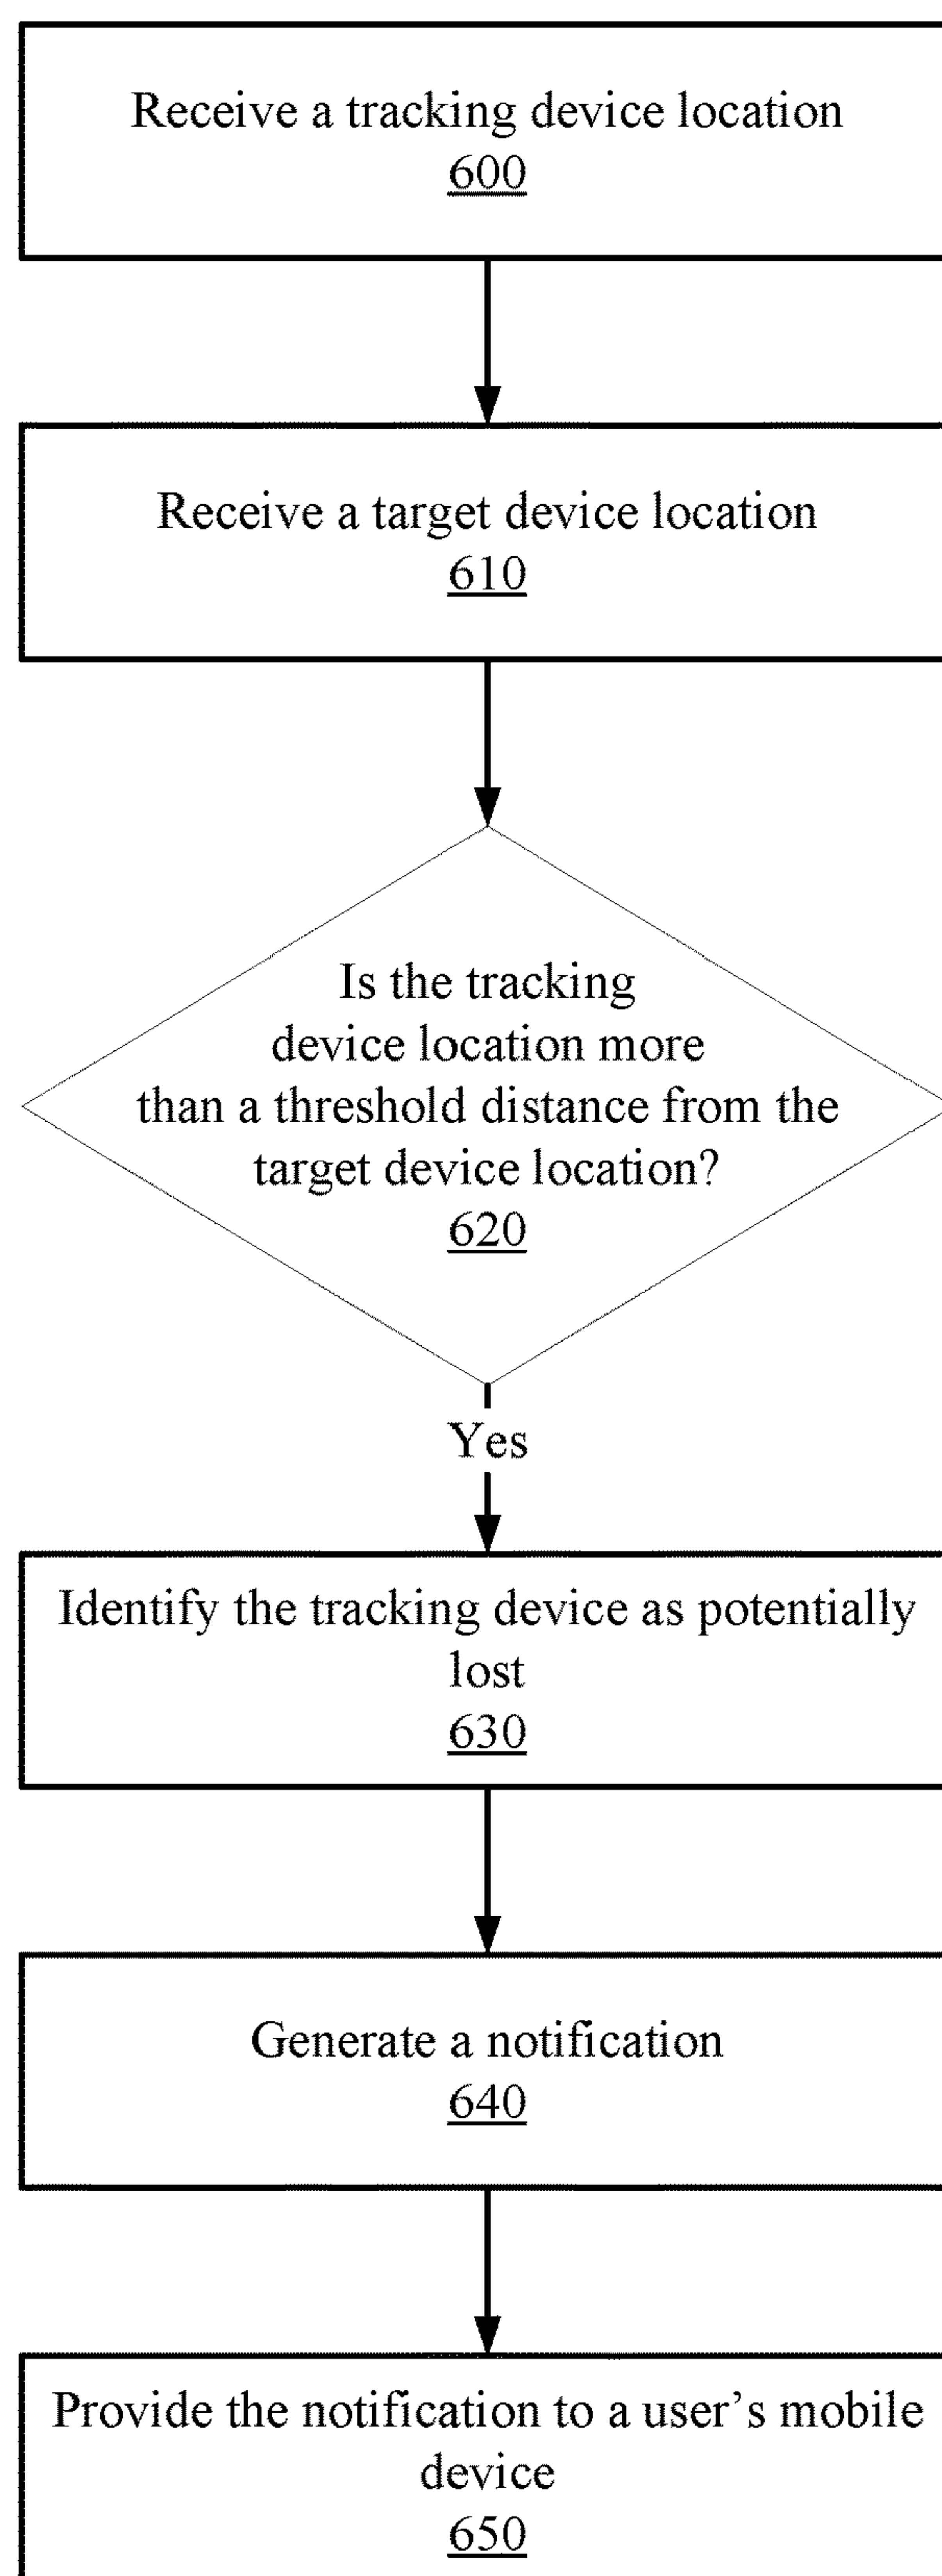 Receive a tracking device location
600
Receive a target device location
610
Is the tracking
device location more
than a threshold distance from the
target device location?
620
Yes
Identify the tracking device as potentially
lost
630
Generate a notification
640
Provide the notification to a user’s mobile
device
650